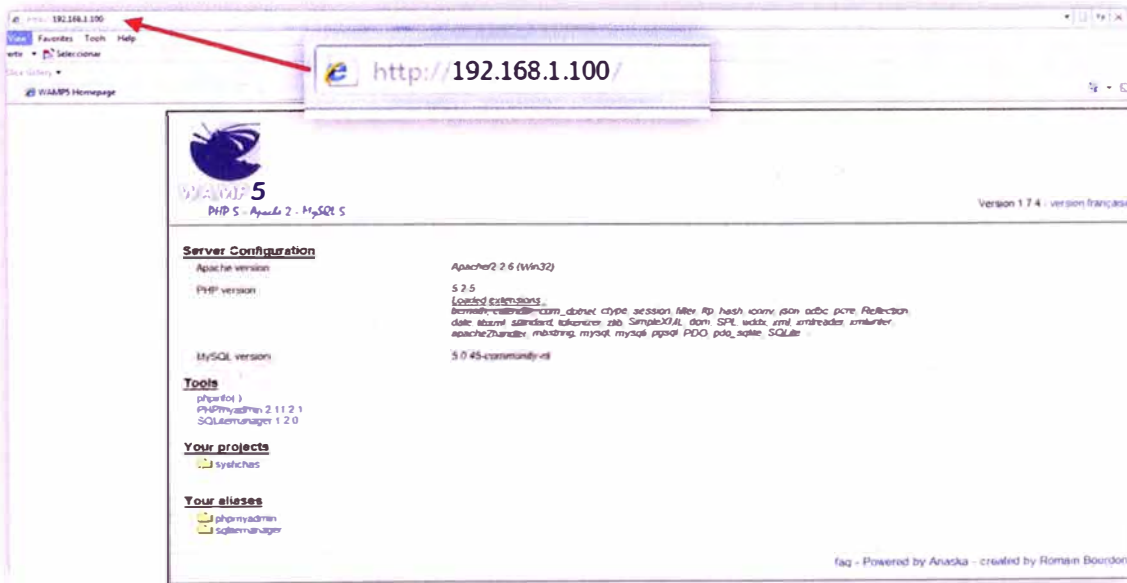 http://192.168.1.100
http://192.168.1.100/
View Favorites Tools Help
Seleccionar
WAMP5 Homepage
WAMP5
PHP 5 - Apache 2 - MySQL 5
Version 1.7.4 - version française
Server Configuration
Apache version Apache/2.2.6 (Win32)
PHP version 5.2.5
Loaded extensions :
bcmath, calendar, com_dotnet, ctype, session, filter, ftp, hash, iconv, json, odbc, pcre, Reflection,
date, libxml, standard, tokenizer, zlib, SimpleXML, dom, SPL, wddx, xml, xmlreader, xmlwriter,
apache2handler, mbstring, mysql, mysqli, pgsql, PDO, pdo_sqlite, SQLite
MySQL version 5.0.45-community-nt
Tools
phpinfo()
PHPmyadmin 2.11.2.1
SQLitemanager 1.2.0
Your projects
sysfichas
Your aliases
phpmyadmin
sqlitemanager
faq - Powered by Anaska - created by Romain Bourdon